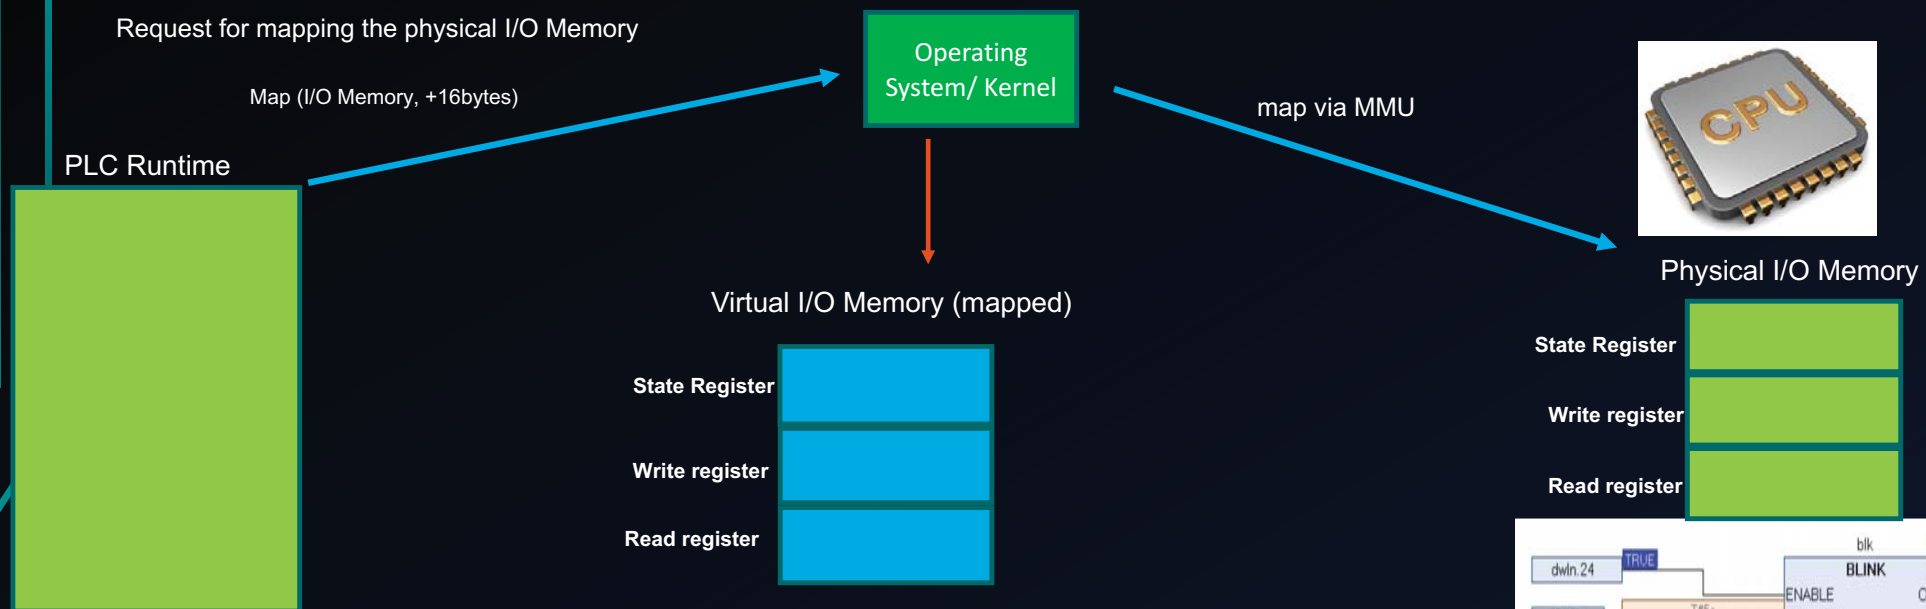 Request for mapping the physical I/O Memory
Map (I/O Memory, +16bytes)
Operating
System/ Kernel
map via MMU
CPU
PLC Runtime
Physical I/O Memory
Virtual I/O Memory (mapped)
State Register
Write register
Read register
State Register
Write register
Read register
blk
dwIn.24
TRUE
BLINK
ENABLE